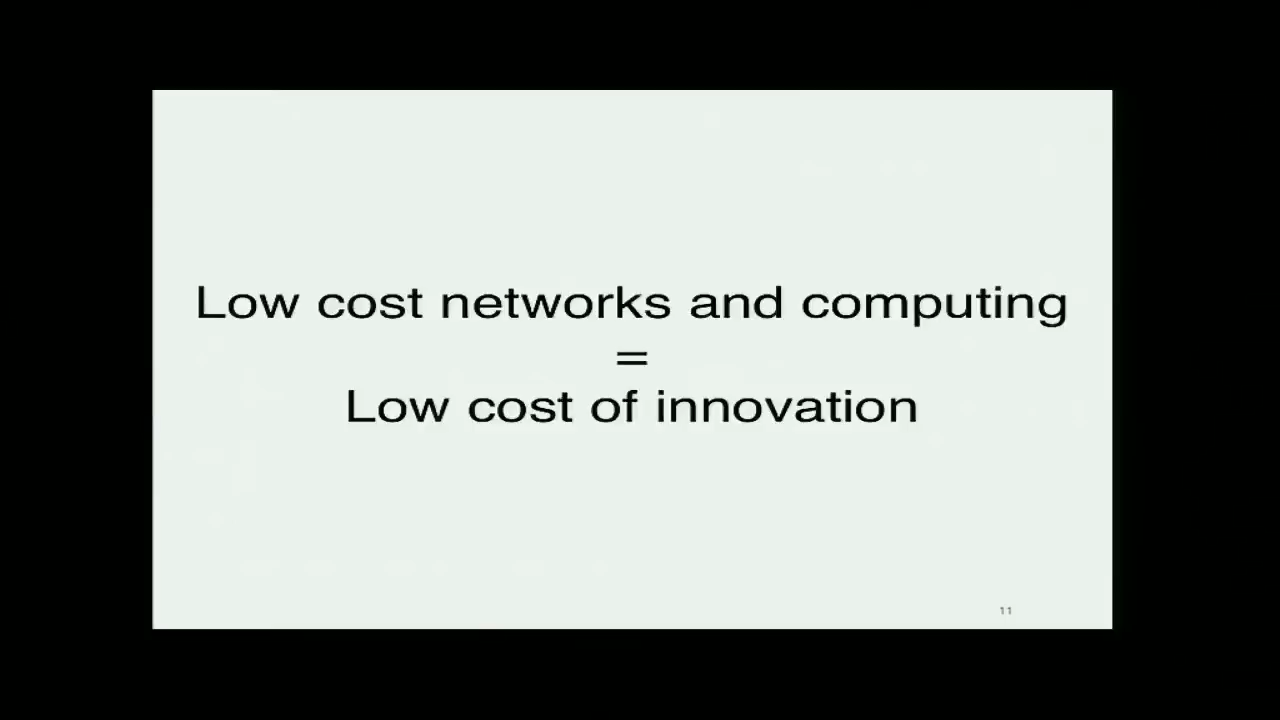 Low cost networks and computing
=
Low cost of innovation
11